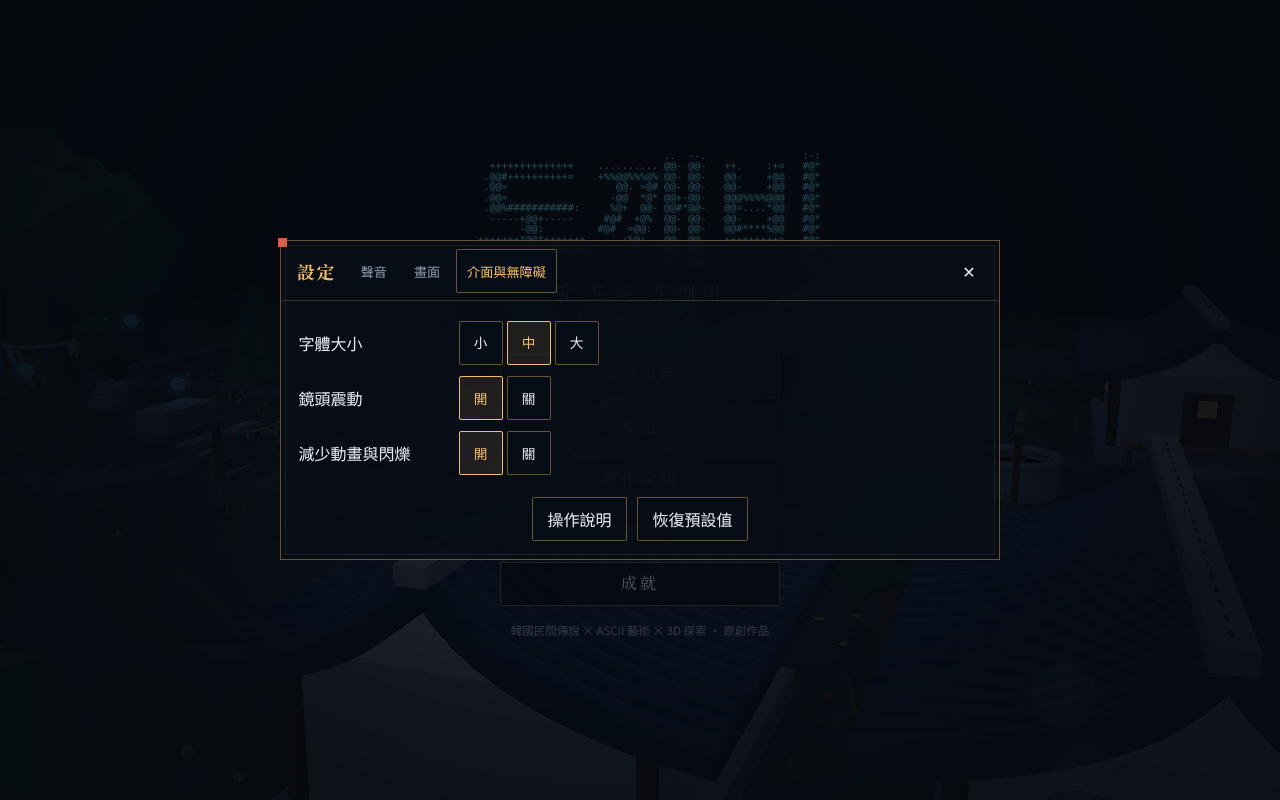 設定 聲音 畫面 介面與無障礙 ✕
字體大小 小 中 大
鏡頭震動 開 關
減少動畫與閃爍 開 關
操作說明 恢復預設值
成就
韓國民間傳說 × ASCII 藝術 × 3D 探索 · 原創作品